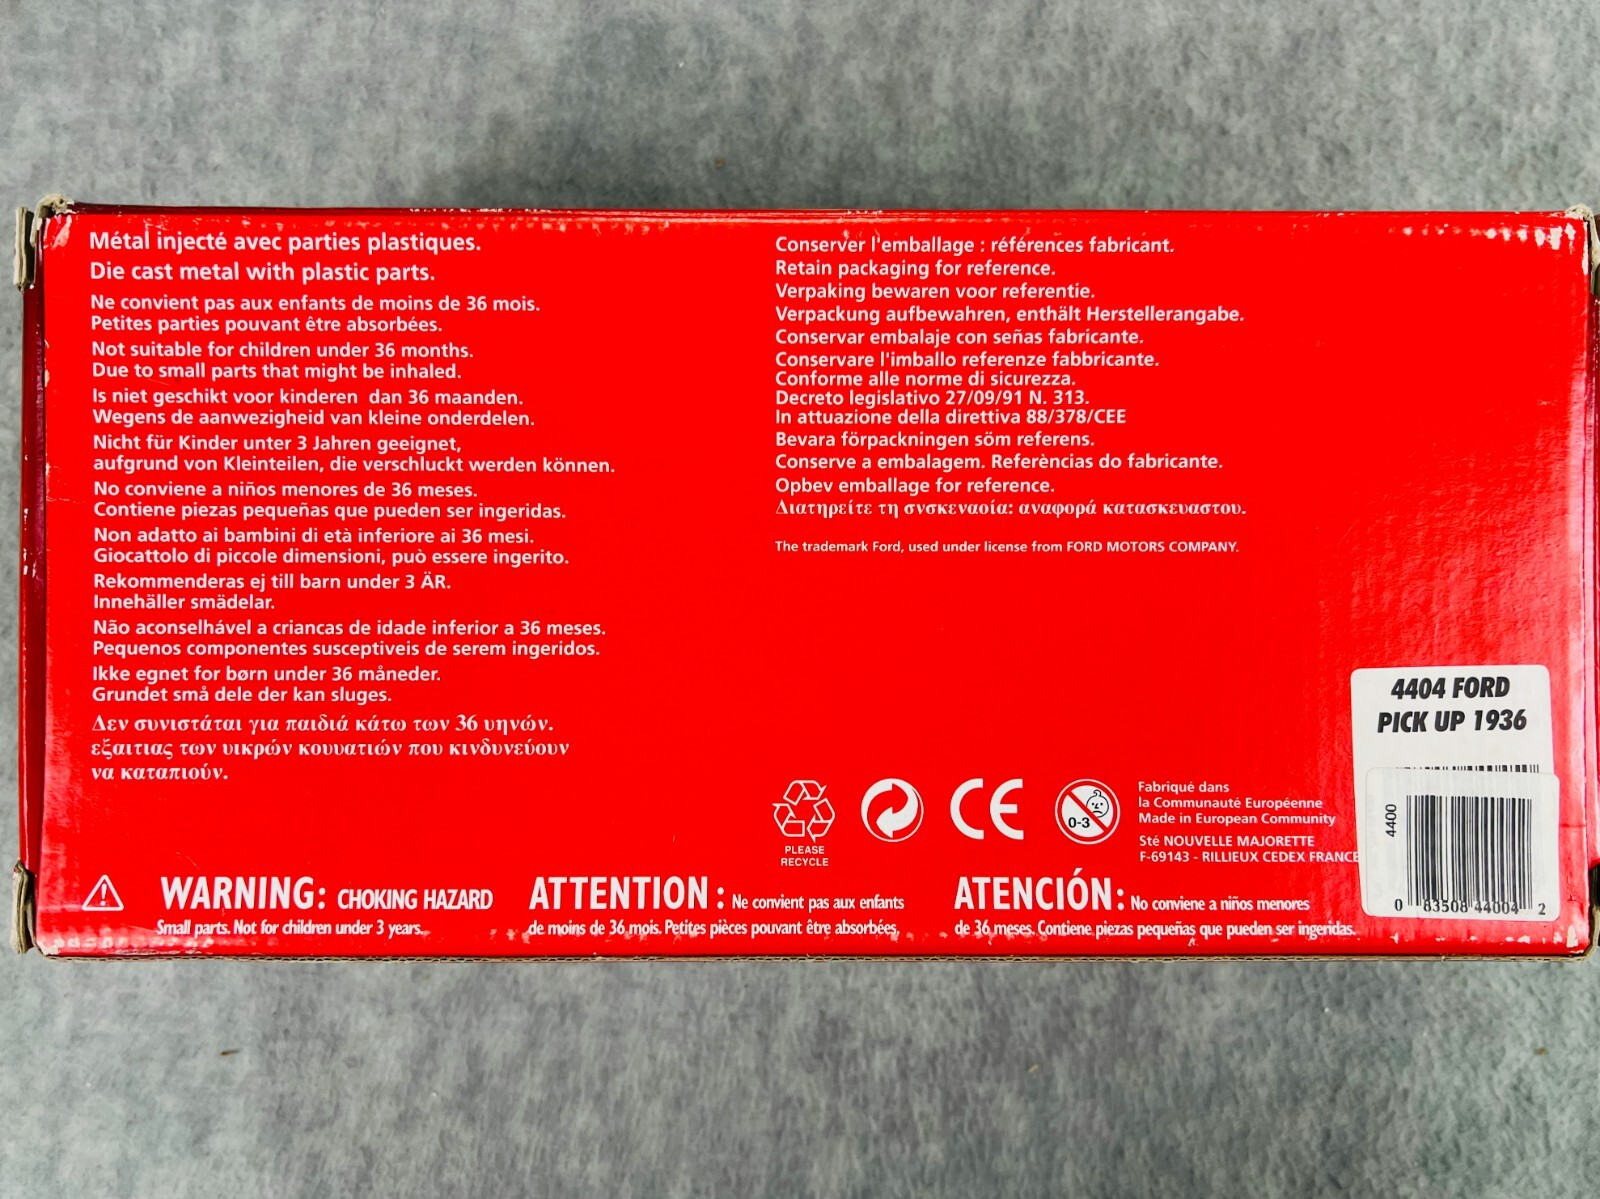 Métal injecté avec parties plastiques.
Die cast metal with plastic parts.
Ne convient pas aux enfants de moins de 36 mois.
Petites parties pouvant être absorbées.
Not suitable for children under 36 months.
Due to small parts that might be inhaled.
Is niet geschikt voor kinderen dan 36 maanden.
Wegens de aanwezigheid van kleine onderdelen.
Nicht für Kinder unter 3 Jahren geeignet,
aufgrund von Kleinteilen, die verschluckt werden können.
No conviene a niños menores de 36 meses.
Contiene piezas pequeñas que pueden ser ingeridas.
Non adatto ai bambini di età inferiore ai 36 mesi.
Giocattolo di piccole dimensioni, può essere ingerito.
Rekommenderas ej till barn under 3 ÄR.
Innehäller smädelar.
Não aconselhável a criancas de idade inferior a 36 meses.
Pequenos componentes susceptiveis de serem ingeridos.
Ikke egnet for børn under 36 måneder.
Grundet små dele der kan sluges.
Δεν συνιστάται για παιδιά κάτω των 36 υηνών.
εξαιτιας των υικρών κουυατιών που κινδυνεύουν
να καταπιούν.
Conserver l'emballage : références fabricant.
Retain packaging for reference.
Verpaking bewaren voor referentie.
Verpackung aufbewahren, enthält Herstellerangabe.
Conservar embalaje con señas fabricante.
Conservare l'imballo referenze fabbricante.
Conforme alle norme di sicurezza.
Decreto legislativo 27/09/91 N. 313.
In attuazione della direttiva 88/378/CEE
Bevara förpackningen söm referens.
Conserve a embalagem. Referèncias do fabricante.
Opbev emballage for reference.
Διατηρείτε τη σνσκεναοία: αναφορά κατασκευαστου.
The trademark Ford, used under license from FORD MOTORS COMPANY.
4404 FORD
PICK UP 1936
4400
0 83508 44004 2
PLEASE
RECYCLE
CE
0-3
Fabriqué dans
la Communauté Européenne
Made in European Community
Sté NOUVELLE MAJORETTE
F-69143 - RILLIEUX CEDEX FRANCE
WARNING: CHOKING HAZARD
Small parts. Not for children under 3 years.
ATTENTION : Ne convient pas aux enfants
de moins de 36 mois. Petites pièces pouvant être absorbées.
ATENCIÓN: No conviene a niños menores
de 36 meses. Contiene piezas pequeñas que pueden ser ingeridas.